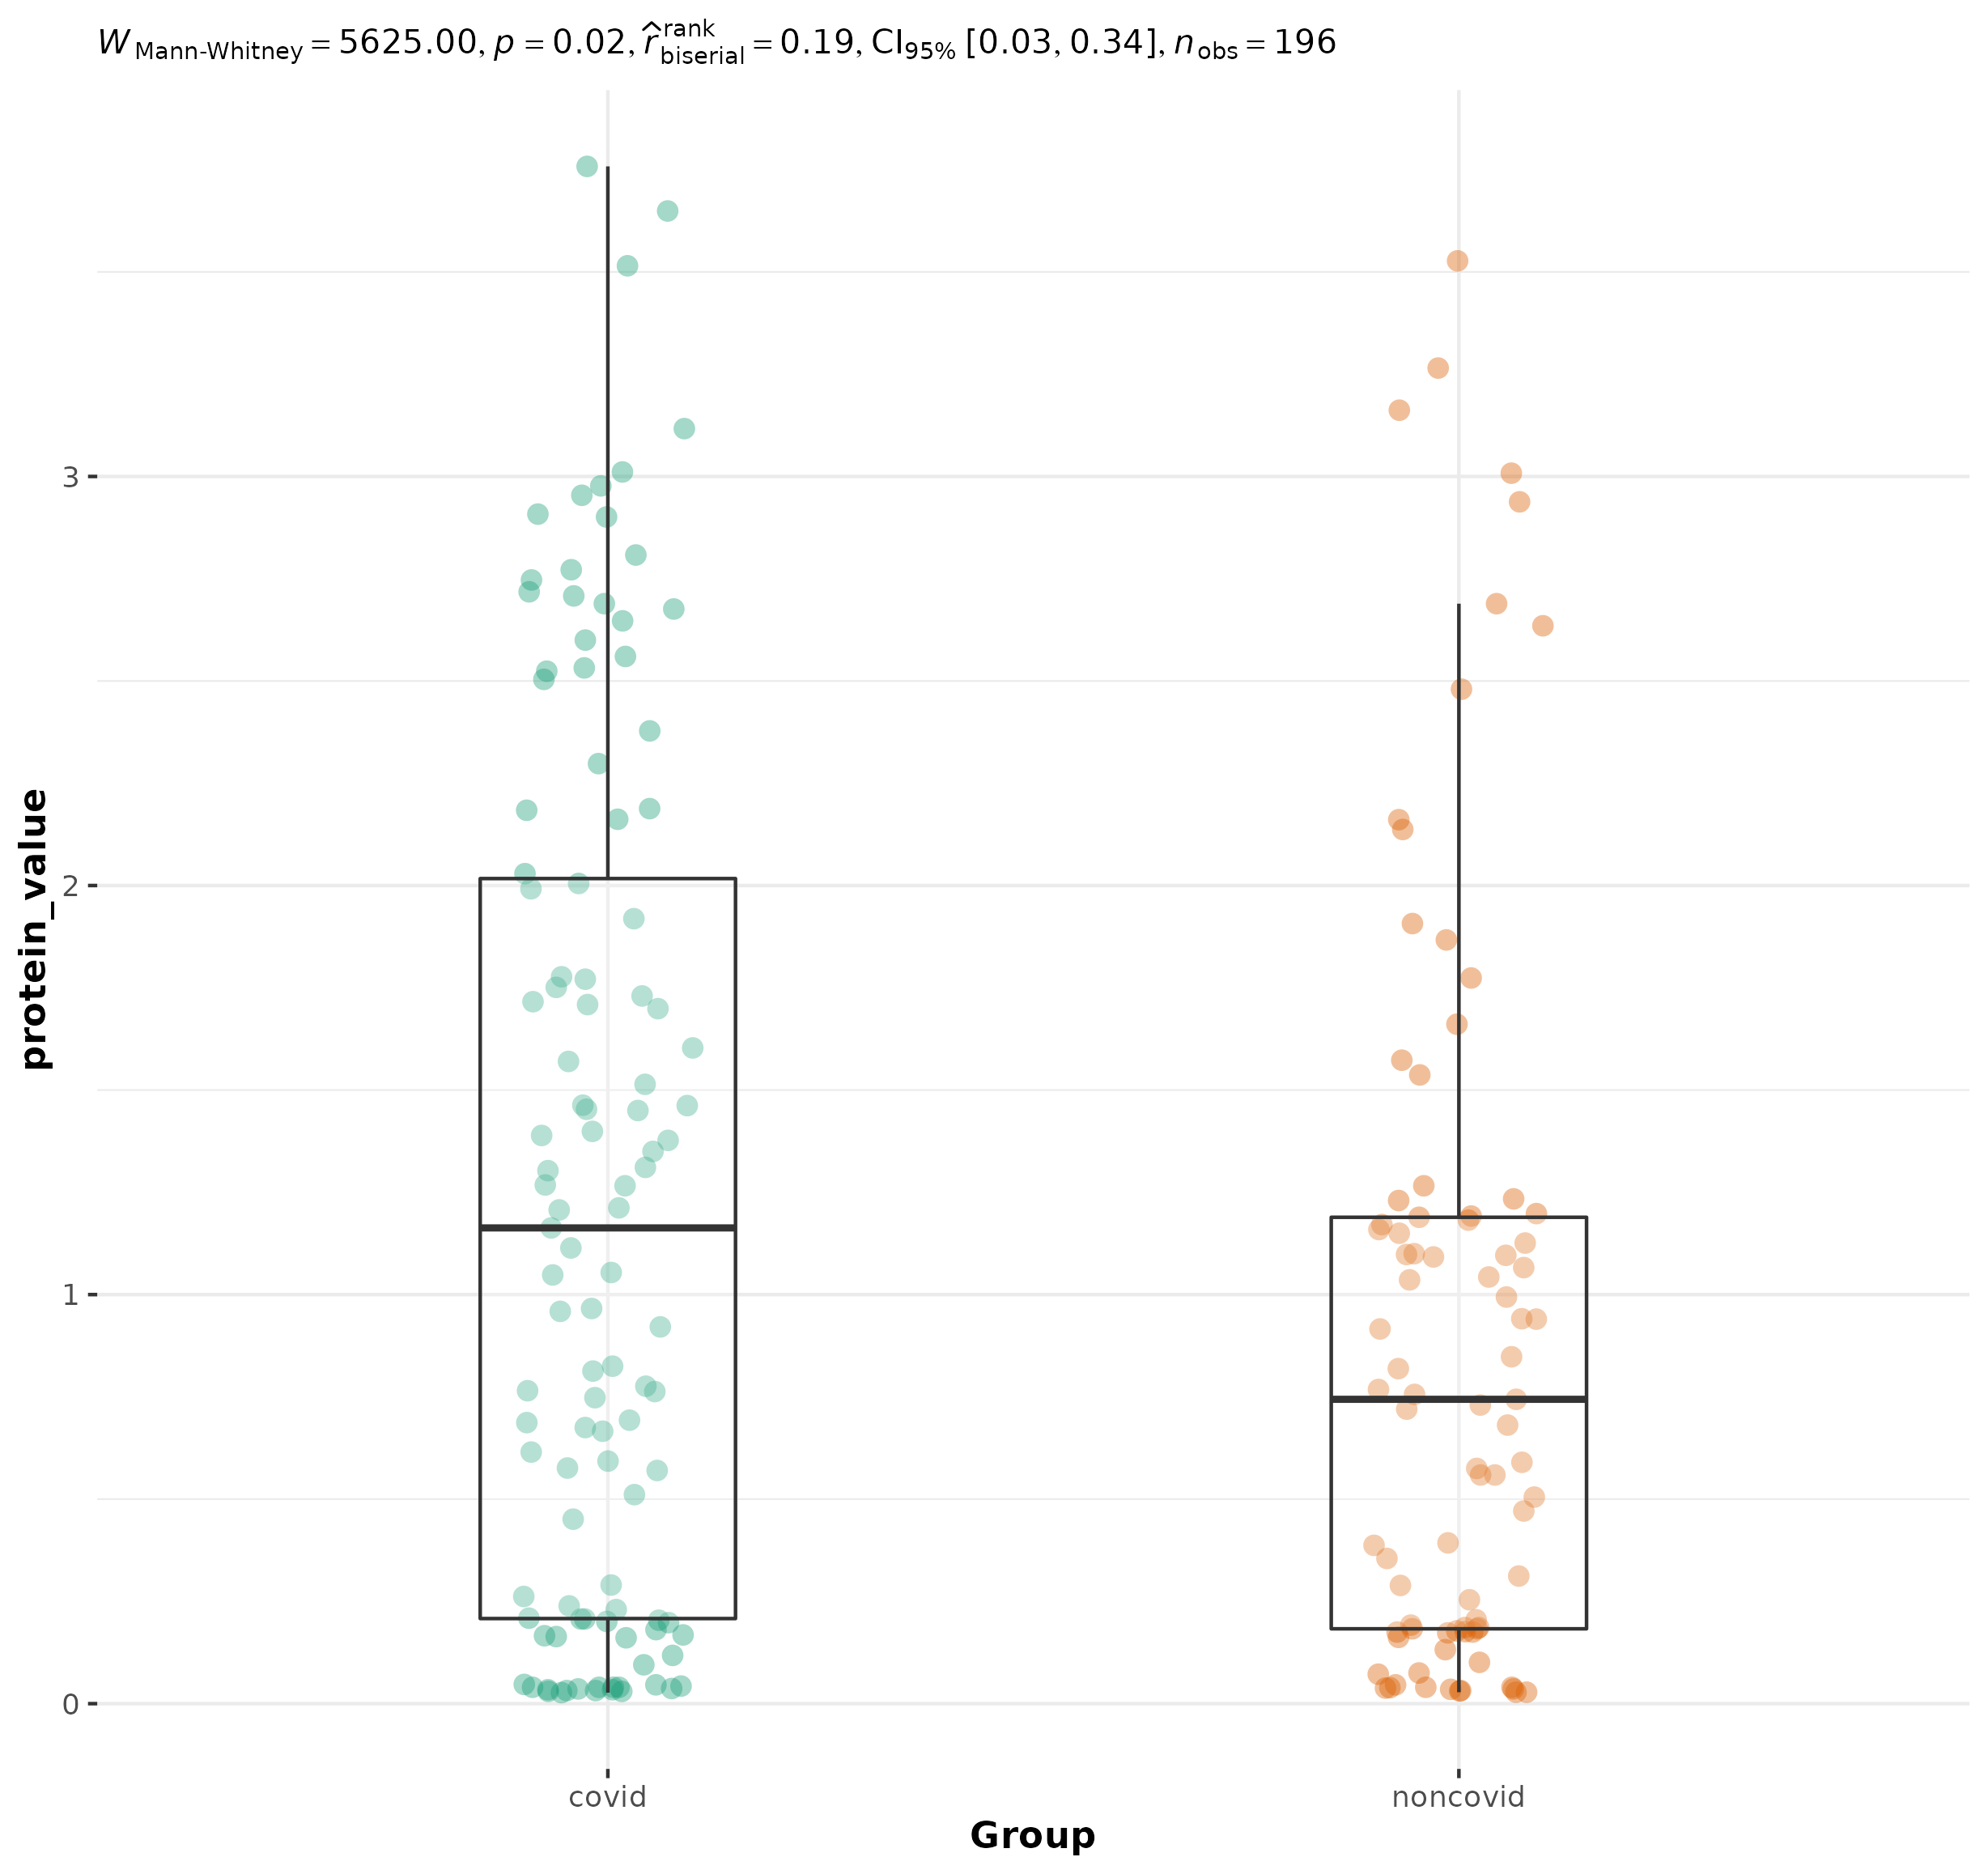 W Mann-Whitney = 5625.00, p = 0.02, r̂ rank biserial = 0.19, CI95% [0.03, 0.34], n obs = 196
protein_value
3
2
1
0
covid noncovid
Group